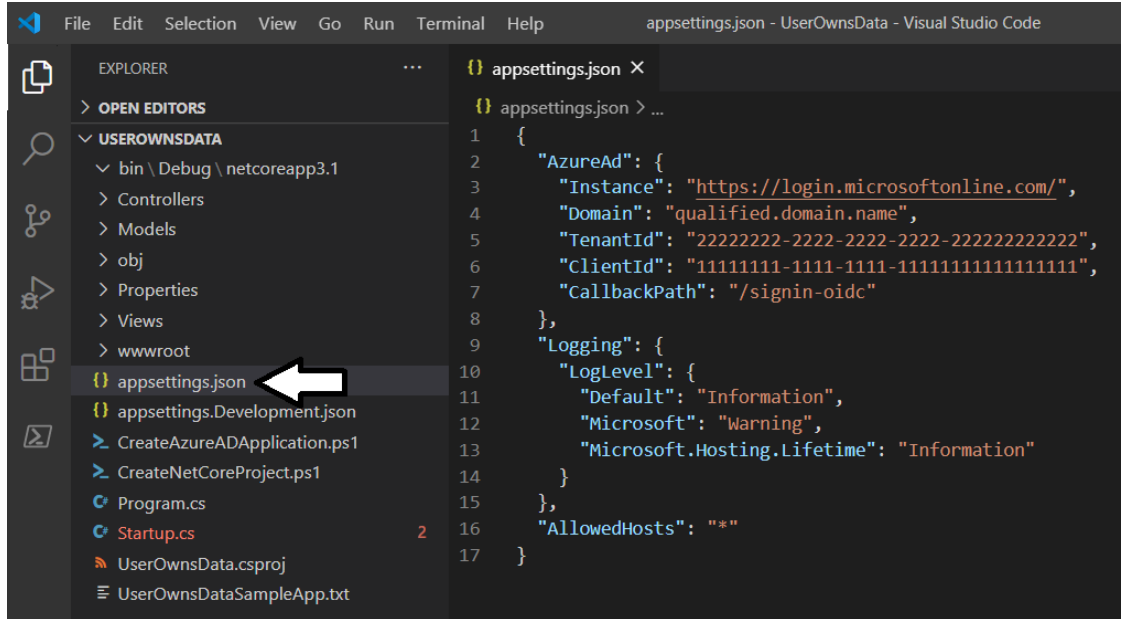 File Edit Selection View Go Run Terminal Help appsettings.json - UserOwnsData - Visual Studio Code
EXPLORER ···
OPEN EDITORS
USEROWNSDATA
bin \ Debug \ netcoreapp3.1
Controllers
Models
obj
Properties
Views
wwwroot
{} appsettings.json
{} appsettings.Development.json
CreateAzureADApplication.ps1
CreateNetCoreProject.ps1
C# Program.cs
C# Startup.cs 2
UserOwnsData.csproj
UserOwnsDataSampleApp.txt
{} appsettings.json ×
{} appsettings.json > ...
1 {
2 "AzureAd": {
3 "Instance": "https://login.microsoftonline.com/",
4 "Domain": "qualified.domain.name",
5 "TenantId": "22222222-2222-2222-2222-222222222222",
6 "ClientId": "11111111-1111-1111-11111111111111111",
7 "CallbackPath": "/signin-oidc"
8 },
9 "Logging": {
10 "LogLevel": {
11 "Default": "Information",
12 "Microsoft": "Warning",
13 "Microsoft.Hosting.Lifetime": "Information"
14 }
15 },
16 "AllowedHosts": "*"
17 }